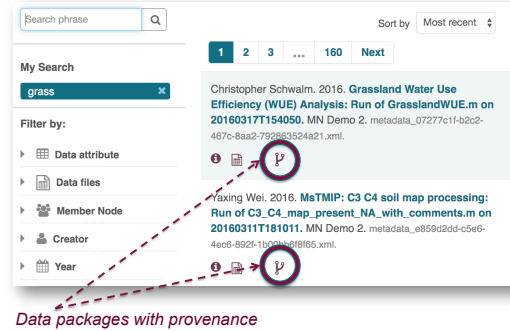 Search phrase
Sort by Most recent
1 2 3 ... 160 Next
My Search
grass
Filter by:
Data attribute
Data files
Member Node
Creator
Year
Christopher Schwalm. 2016. Grassland Water Use
Efficiency (WUE) Analysis: Run of GrasslandWUE.m on
20160317T154050. MN Demo 2. metadata_07277c1f-b2c2-
467c-8aa2-792863524a21.xml.
Yaxing Wei. 2016. MsTMIP: C3 C4 soil map processing:
Run of C3_C4_map_present_NA_with_comments.m on
20160311T181011. MN Demo 2. metadata_e859d2dd-c5e6-
4ec6-892f-1b00bb6f8f65.xml.
Data packages with provenance